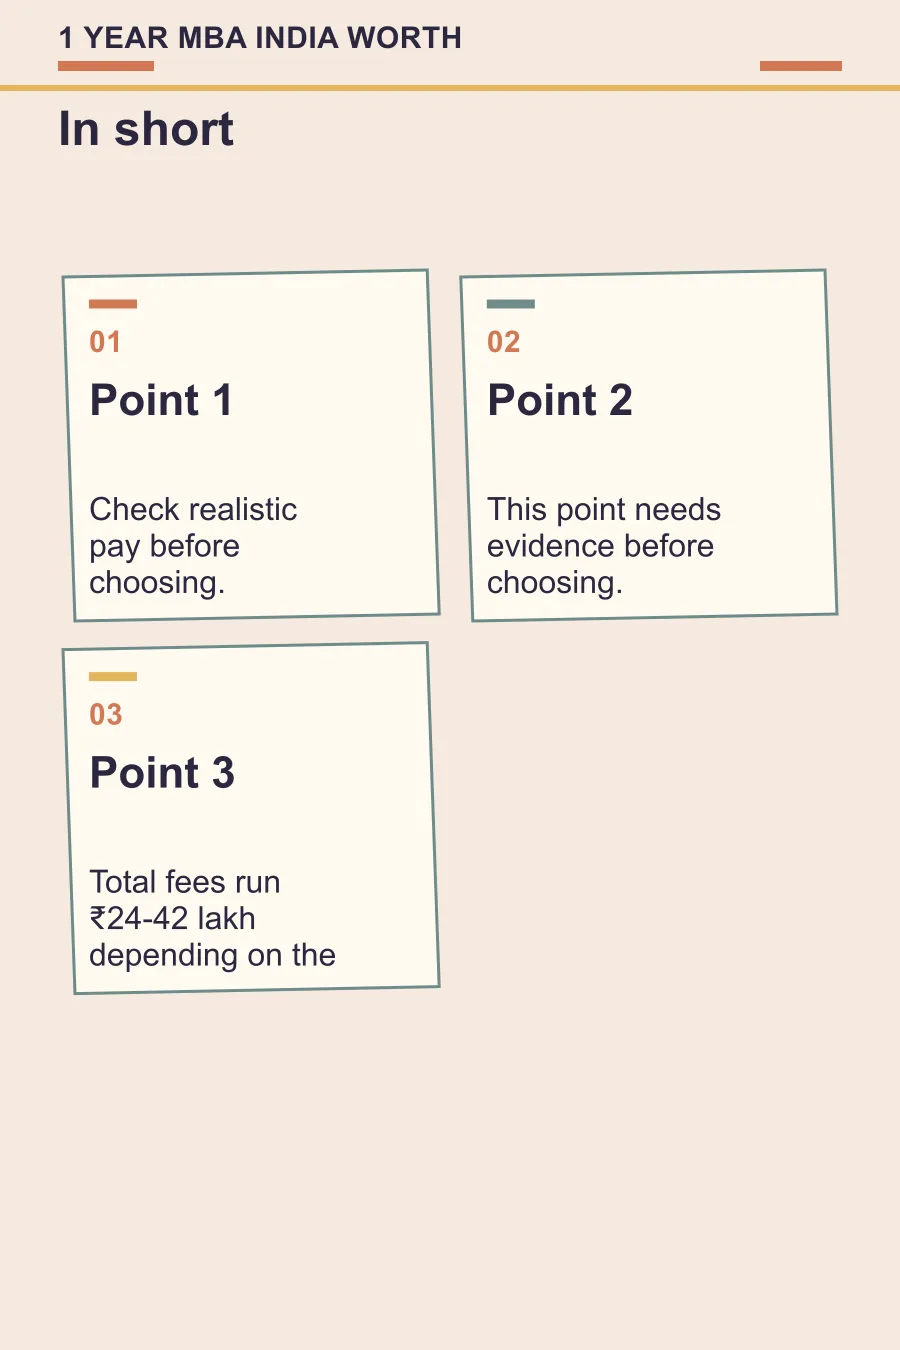 1 YEAR MBA INDIA WORTH
In short
01
Point 1
Check realistic
pay before
choosing.
02
Point 2
This point needs
evidence before
choosing.
03
Point 3
Total fees run
₹24-42 lakh
depending on the